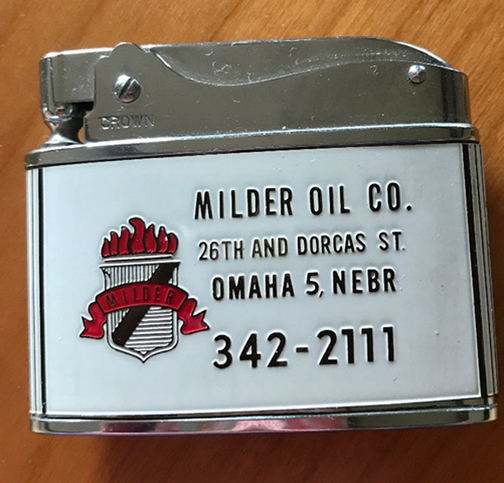 CROWN
MILDER OIL CO.
26TH AND DORCAS ST.
OMAHA 5, NEBR
MILDER
342-2111